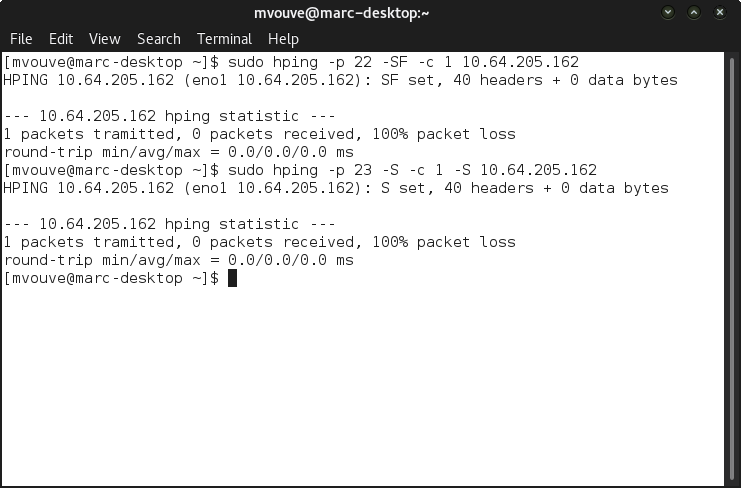 mvouve@marc-desktop:~
File Edit View Search Terminal Help
[mvouve@marc-desktop ~]$ sudo hping -p 22 -SF -c 1 10.64.205.162
HPING 10.64.205.162 (eno1 10.64.205.162): SF set, 40 headers + 0 data bytes
--- 10.64.205.162 hping statistic ---
1 packets tramitted, 0 packets received, 100% packet loss
round-trip min/avg/max = 0.0/0.0/0.0 ms
[mvouve@marc-desktop ~]$ sudo hping -p 23 -S -c 1 -S 10.64.205.162
HPING 10.64.205.162 (eno1 10.64.205.162): S set, 40 headers + 0 data bytes
--- 10.64.205.162 hping statistic ---
1 packets tramitted, 0 packets received, 100% packet loss
round-trip min/avg/max = 0.0/0.0/0.0 ms
[mvouve@marc-desktop ~]$